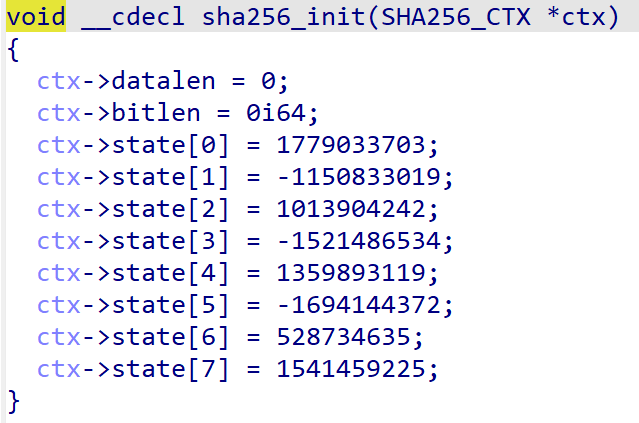 void __cdecl sha256_init(SHA256_CTX *ctx)
{
  ctx->datalen = 0;
  ctx->bitlen = 0i64;
  ctx->state[0] = 1779033703;
  ctx->state[1] = -1150833019;
  ctx->state[2] = 1013904242;
  ctx->state[3] = -1521486534;
  ctx->state[4] = 1359893119;
  ctx->state[5] = -1694144372;
  ctx->state[6] = 528734635;
  ctx->state[7] = 1541459225;
}